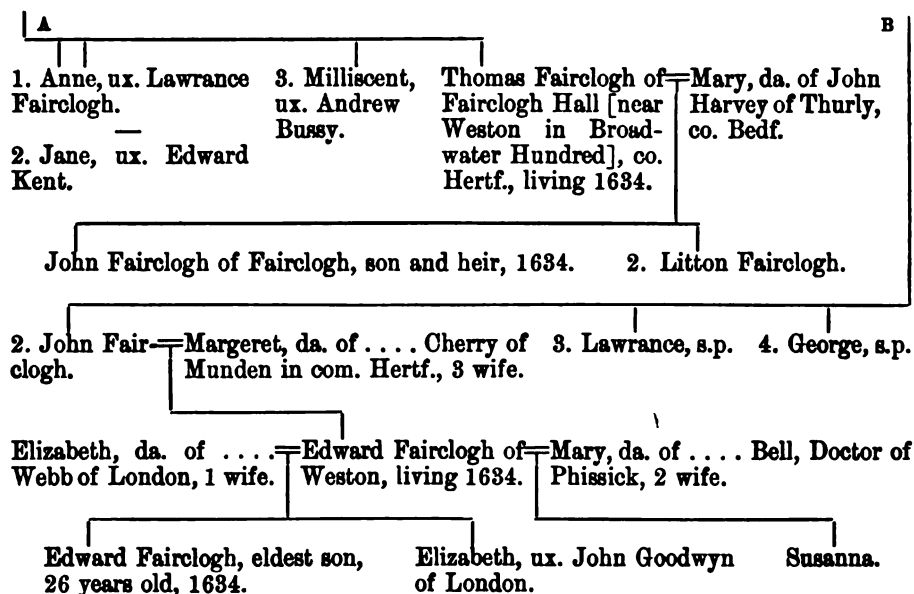 A
B
1. Anne, ux. Lawrance
Fairclogh.
2. Jane, ux. Edward
Kent.
3. Milliscent,
ux. Andrew
Bussy.
Thomas Fairclogh of
Fairclogh Hall [near
Weston in Broad-
water Hundred], co.
Hertf., living 1634.
Mary, da. of John
Harvey of Thurly,
co. Bedf.
John Fairclogh of Fairclogh, son and heir, 1634.
2. Litton Fairclogh.
2. John Fair-
clogh.
Margeret, da. of .... Cherry of
Munden in com. Hertf., 3 wife.
3. Lawrance, s.p.
4. George, s.p.
Elizabeth, da. of ....
Webb of London, 1 wife.
Edward Fairclogh of
Weston, living 1634.
Mary, da. of .... Bell, Doctor of
Phissick, 2 wife.
Edward Fairclogh, eldest son,
26 years old, 1634.
Elizabeth, ux. John Goodwyn
of London.
Susanna.